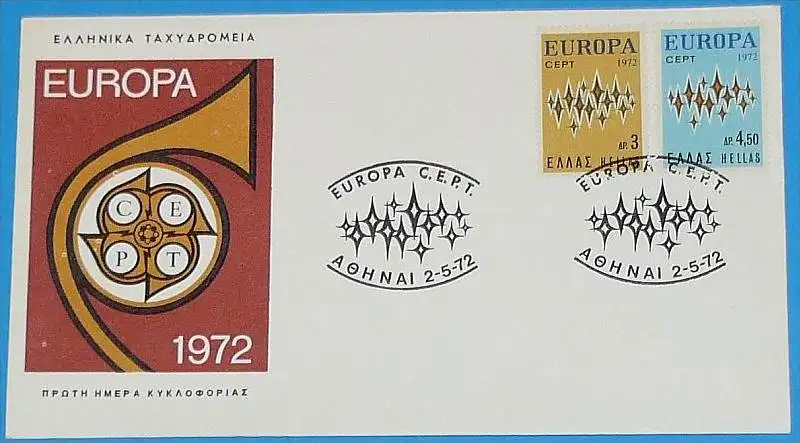 ΕΛΛΗΝΙΚΑ ΤΑΧΥΔΡΟΜΕΙΑ
EUROPA
C E
P T
1972
ΠΡΩΤΗ ΗΜΕΡΑ ΚΥΚΛΟΦΟΡΙΑΣ
EUROPA
CEPT 1972
ΔΡ. 3
ΕΛΛΑΣ HELLAS
EUROPA
CEPT 1972
ΔΡ. 4,50
ΕΛΛΑΣ HELLAS
EUROPA C.E.P.T.
ΑΘΗΝΑΙ 2-5-72
EUROPA C.E.P.T.
ΑΘΗΝΑΙ 2-5-72